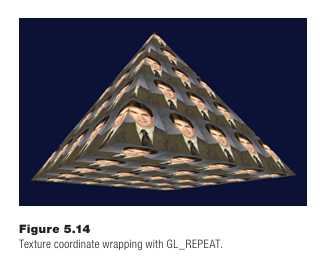 Figure 5.14
Texture coordinate wrapping with GL_REPEAT.